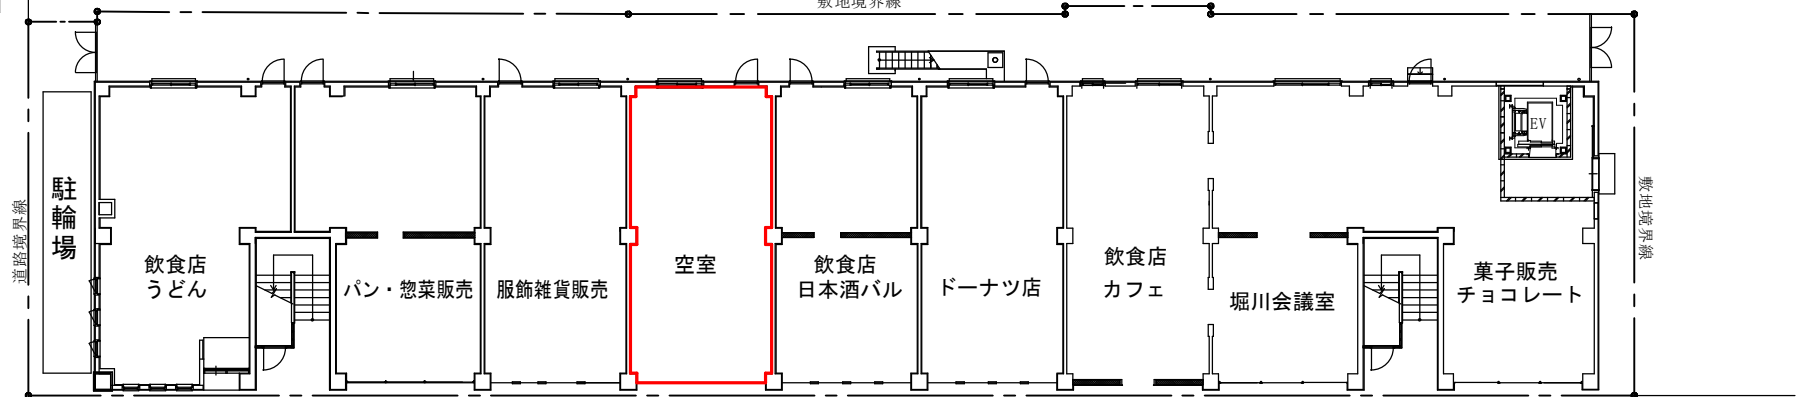 敷地境界線
道路境界線
駐輪場
飲食店
うどん
パン・惣菜販売
服飾雑貨販売
空室
飲食店
日本酒バル
ドーナツ店
飲食店
カフェ
堀川会議室
菓子販売
チョコレート
EV
敷地境界線